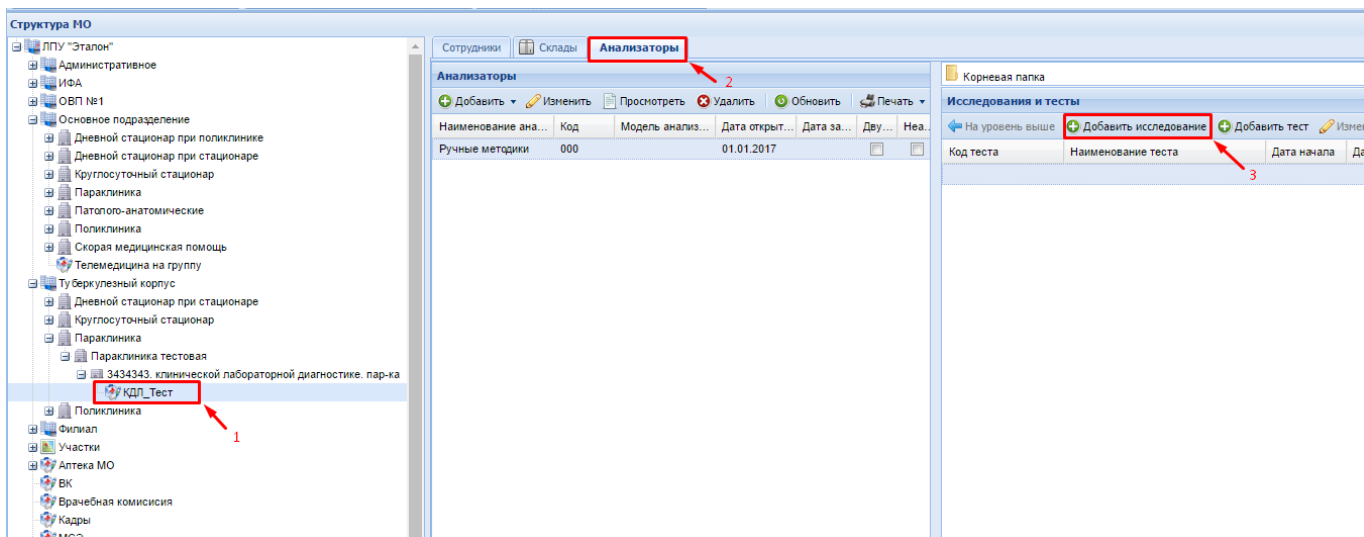 Структура МО
ЛПУ "Эталон"
Административное
ИФА
ОВП №1
Основное подразделение
Дневной стационар при поликлинике
Дневной стационар при стационаре
Круглосуточный стационар
Параклиника
Патолого-анатомические
Поликлиника
Скорая медицинская помощь
Телемедицина на группу
Туберкулезный корпус
Дневной стационар при стационаре
Круглосуточный стационар
Параклиника
Параклиника тестовая
3434343. клинической лабораторной диагностике. пар-ка
КДЛ_Тест
1
Поликлиника
Филиал
Участки
Аптека МО
ВК
Врачебная комисисия
Кадры
Сотрудники Склады Анализаторы
2
Анализаторы
Добавить Изменить Просмотреть Удалить Обновить Печать
Наименование ана... Код Модель анализ... Дата открыт... Дата за... Дву... Неа...
Ручные методики 000 01.01.2017
Корневая папка
Исследования и тесты
На уровень выше Добавить исследование Добавить тест Измен
Код теста Наименование теста Дата начала Да
3